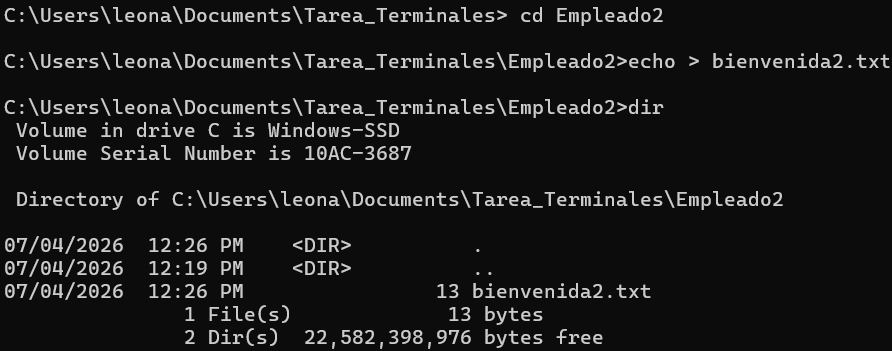 C:\Users\leona\Documents\Tarea_Terminales> cd Empleado2
C:\Users\leona\Documents\Tarea_Terminales\Empleado2>echo > bienvenida2.txt
C:\Users\leona\Documents\Tarea_Terminales\Empleado2>dir
 Volume in drive C is Windows-SSD
 Volume Serial Number is 10AC-3687
 Directory of C:\Users\leona\Documents\Tarea_Terminales\Empleado2
07/04/2026  12:26 PM    <DIR>          .
07/04/2026  12:19 PM    <DIR>          ..
07/04/2026  12:26 PM                13 bienvenida2.txt
               1 File(s)             13 bytes
               2 Dir(s)  22,582,398,976 bytes free